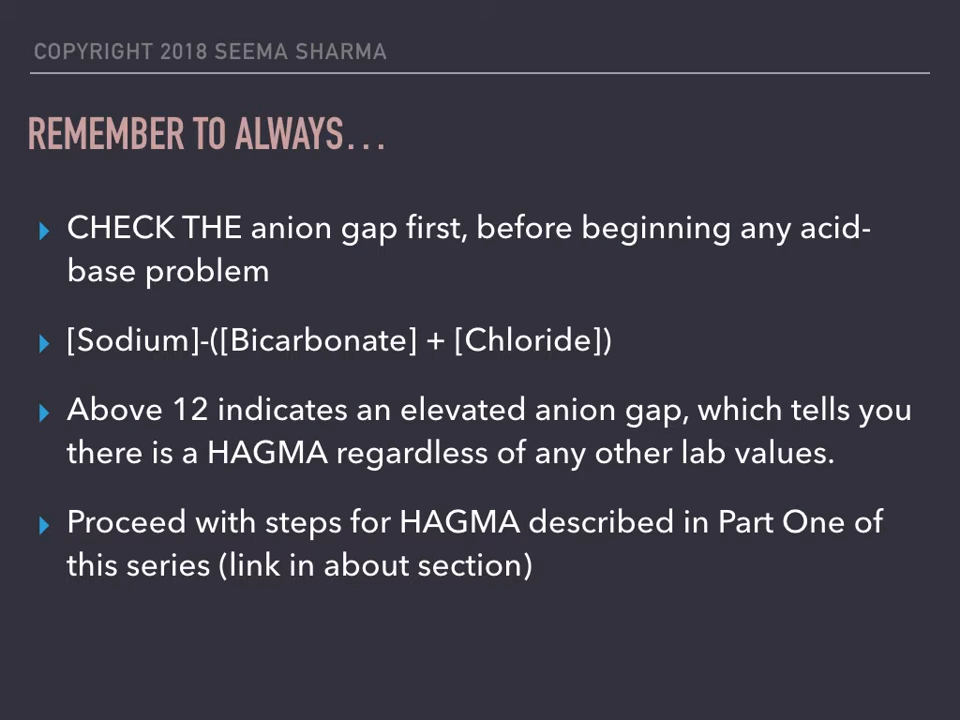 COPYRIGHT 2018 SEEMA SHARMA
REMEMBER TO ALWAYS...
CHECK THE anion gap first, before beginning any acid-
base problem
[Sodium]-([Bicarbonate] + [Chloride])
Above 12 indicates an elevated anion gap, which tells you
there is a HAGMA regardless of any other lab values.
Proceed with steps for HAGMA described in Part One of
this series (link in about section)